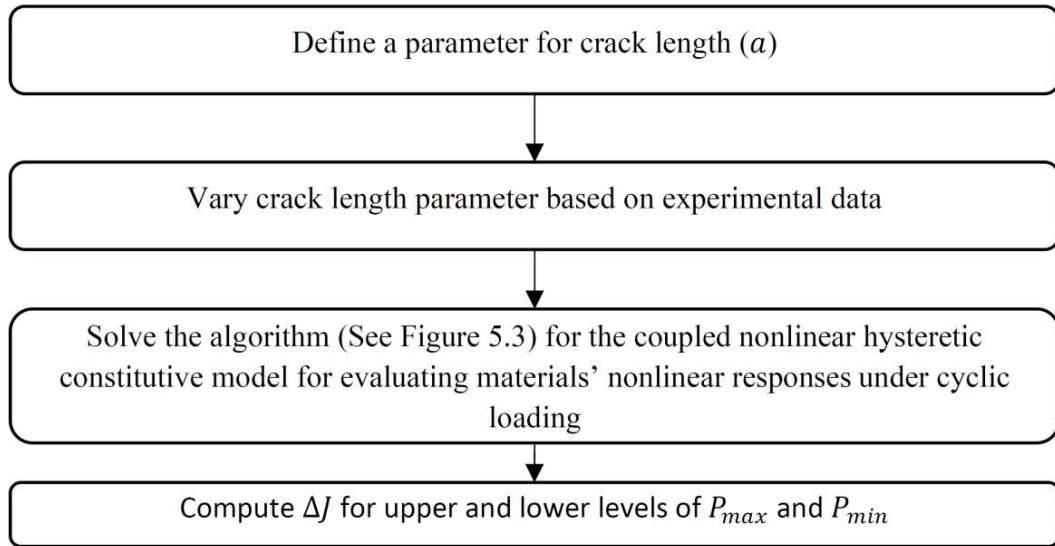 Define a parameter for crack length (𝑎)
Vary crack length parameter based on experimental data
Solve the algorithm (See Figure 5.3) for the coupled nonlinear hysteretic
constitutive model for evaluating materials’ nonlinear responses under cyclic
loading
Compute Δ𝐽 for upper and lower levels of 𝑃𝑚𝑎𝑥 and 𝑃𝑚𝑖𝑛